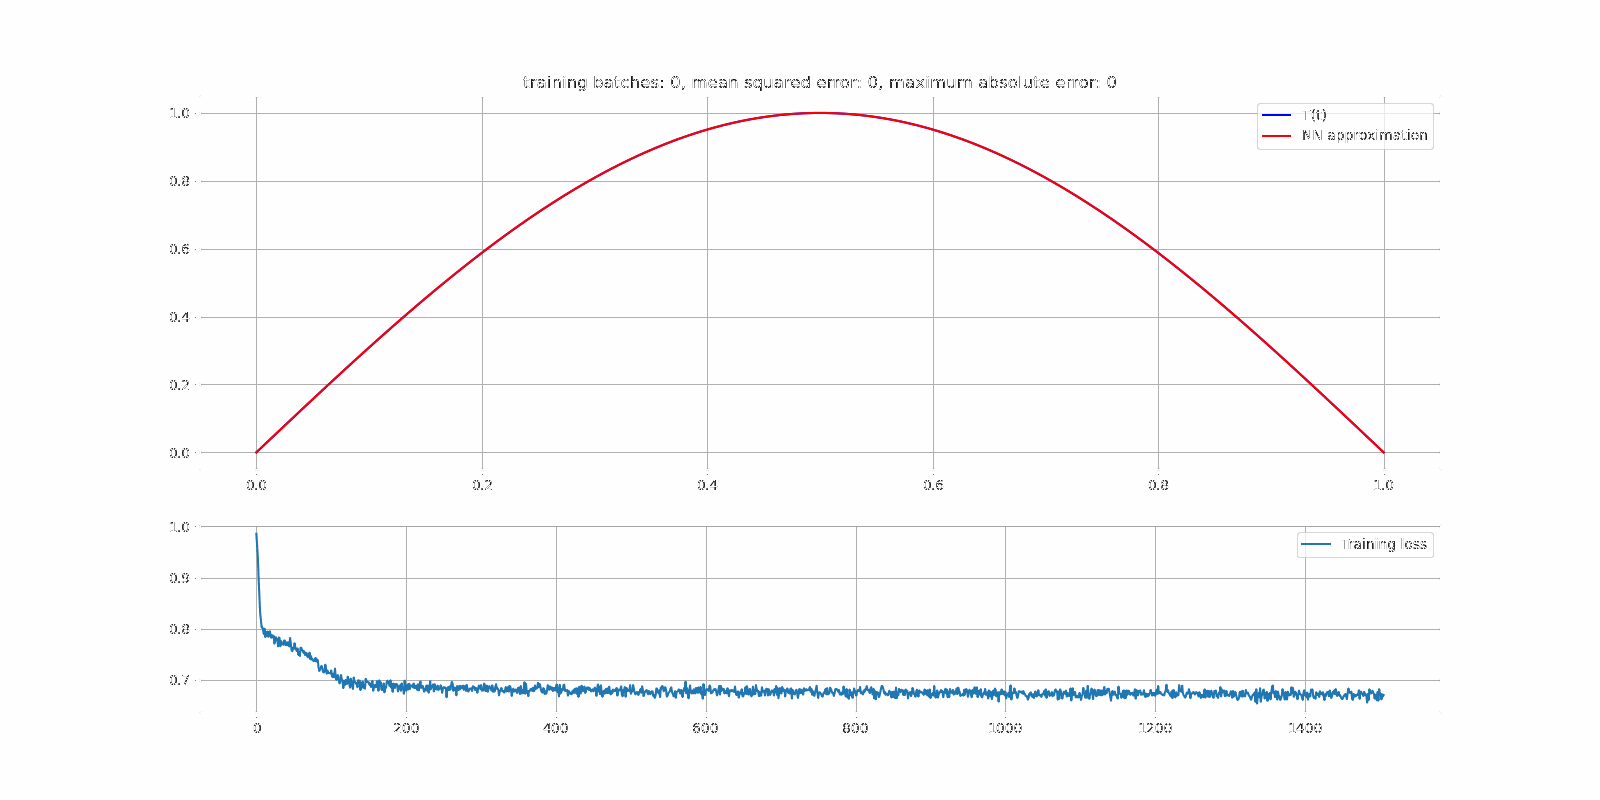 training batches: 0, mean squared error: 0, maximum absolute error: 0
1.0
0.8
0.6
0.4
0.2
0.0
0.0 0.2 0.4 0.6 0.8 1.0
NN approximation
1.0
0.9
0.8
0.7
0 200 400 600 800 1000 1200 1400
Training loss